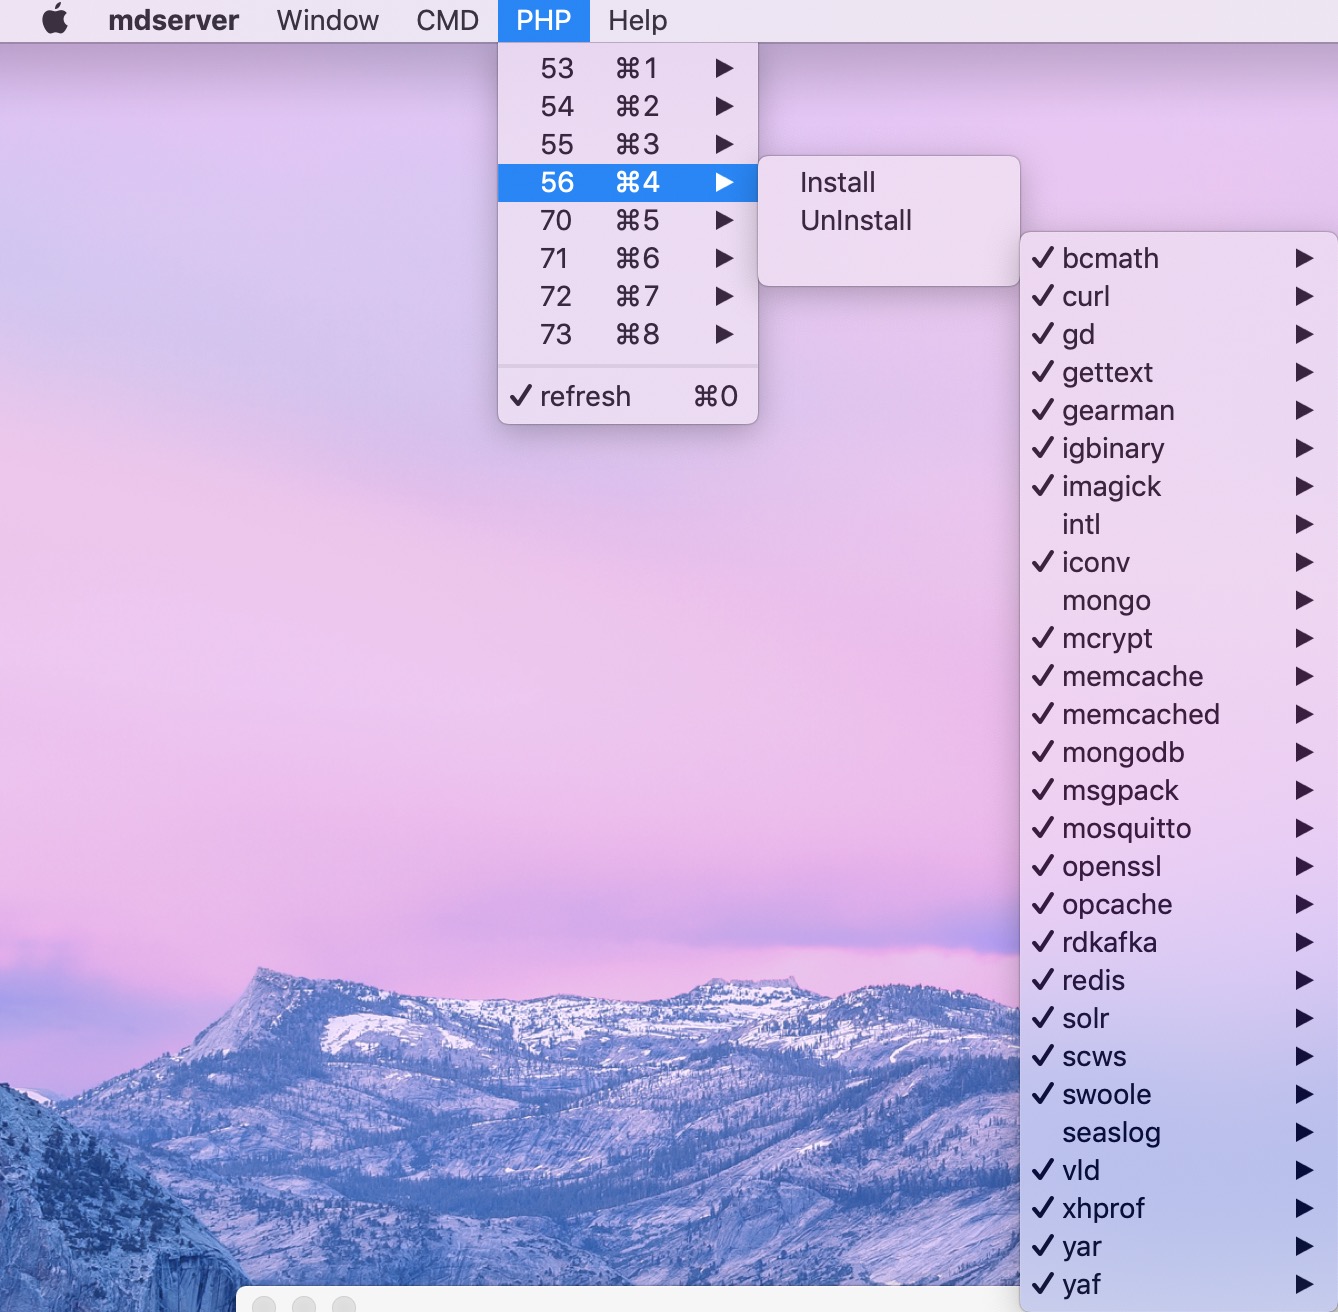 mdserver Window CMD PHP Help
53 ⌘1 ▶
54 ⌘2 ▶
55 ⌘3 ▶
56 ⌘4 ▶
70 ⌘5 ▶
71 ⌘6 ▶
72 ⌘7 ▶
73 ⌘8 ▶
✓ refresh ⌘0
Install
UnInstall
✓ bcmath ▶
✓ curl ▶
✓ gd ▶
✓ gettext ▶
✓ gearman ▶
✓ igbinary ▶
✓ imagick ▶
intl ▶
✓ iconv ▶
mongo ▶
✓ mcrypt ▶
✓ memcache ▶
✓ memcached ▶
✓ mongodb ▶
✓ msgpack ▶
✓ mosquitto ▶
✓ openssl ▶
✓ opcache ▶
✓ rdkafka ▶
✓ redis ▶
✓ solr ▶
✓ scws ▶
✓ swoole ▶
seaslog ▶
✓ vld ▶
✓ xhprof ▶
✓ yar ▶
✓ yaf ▶